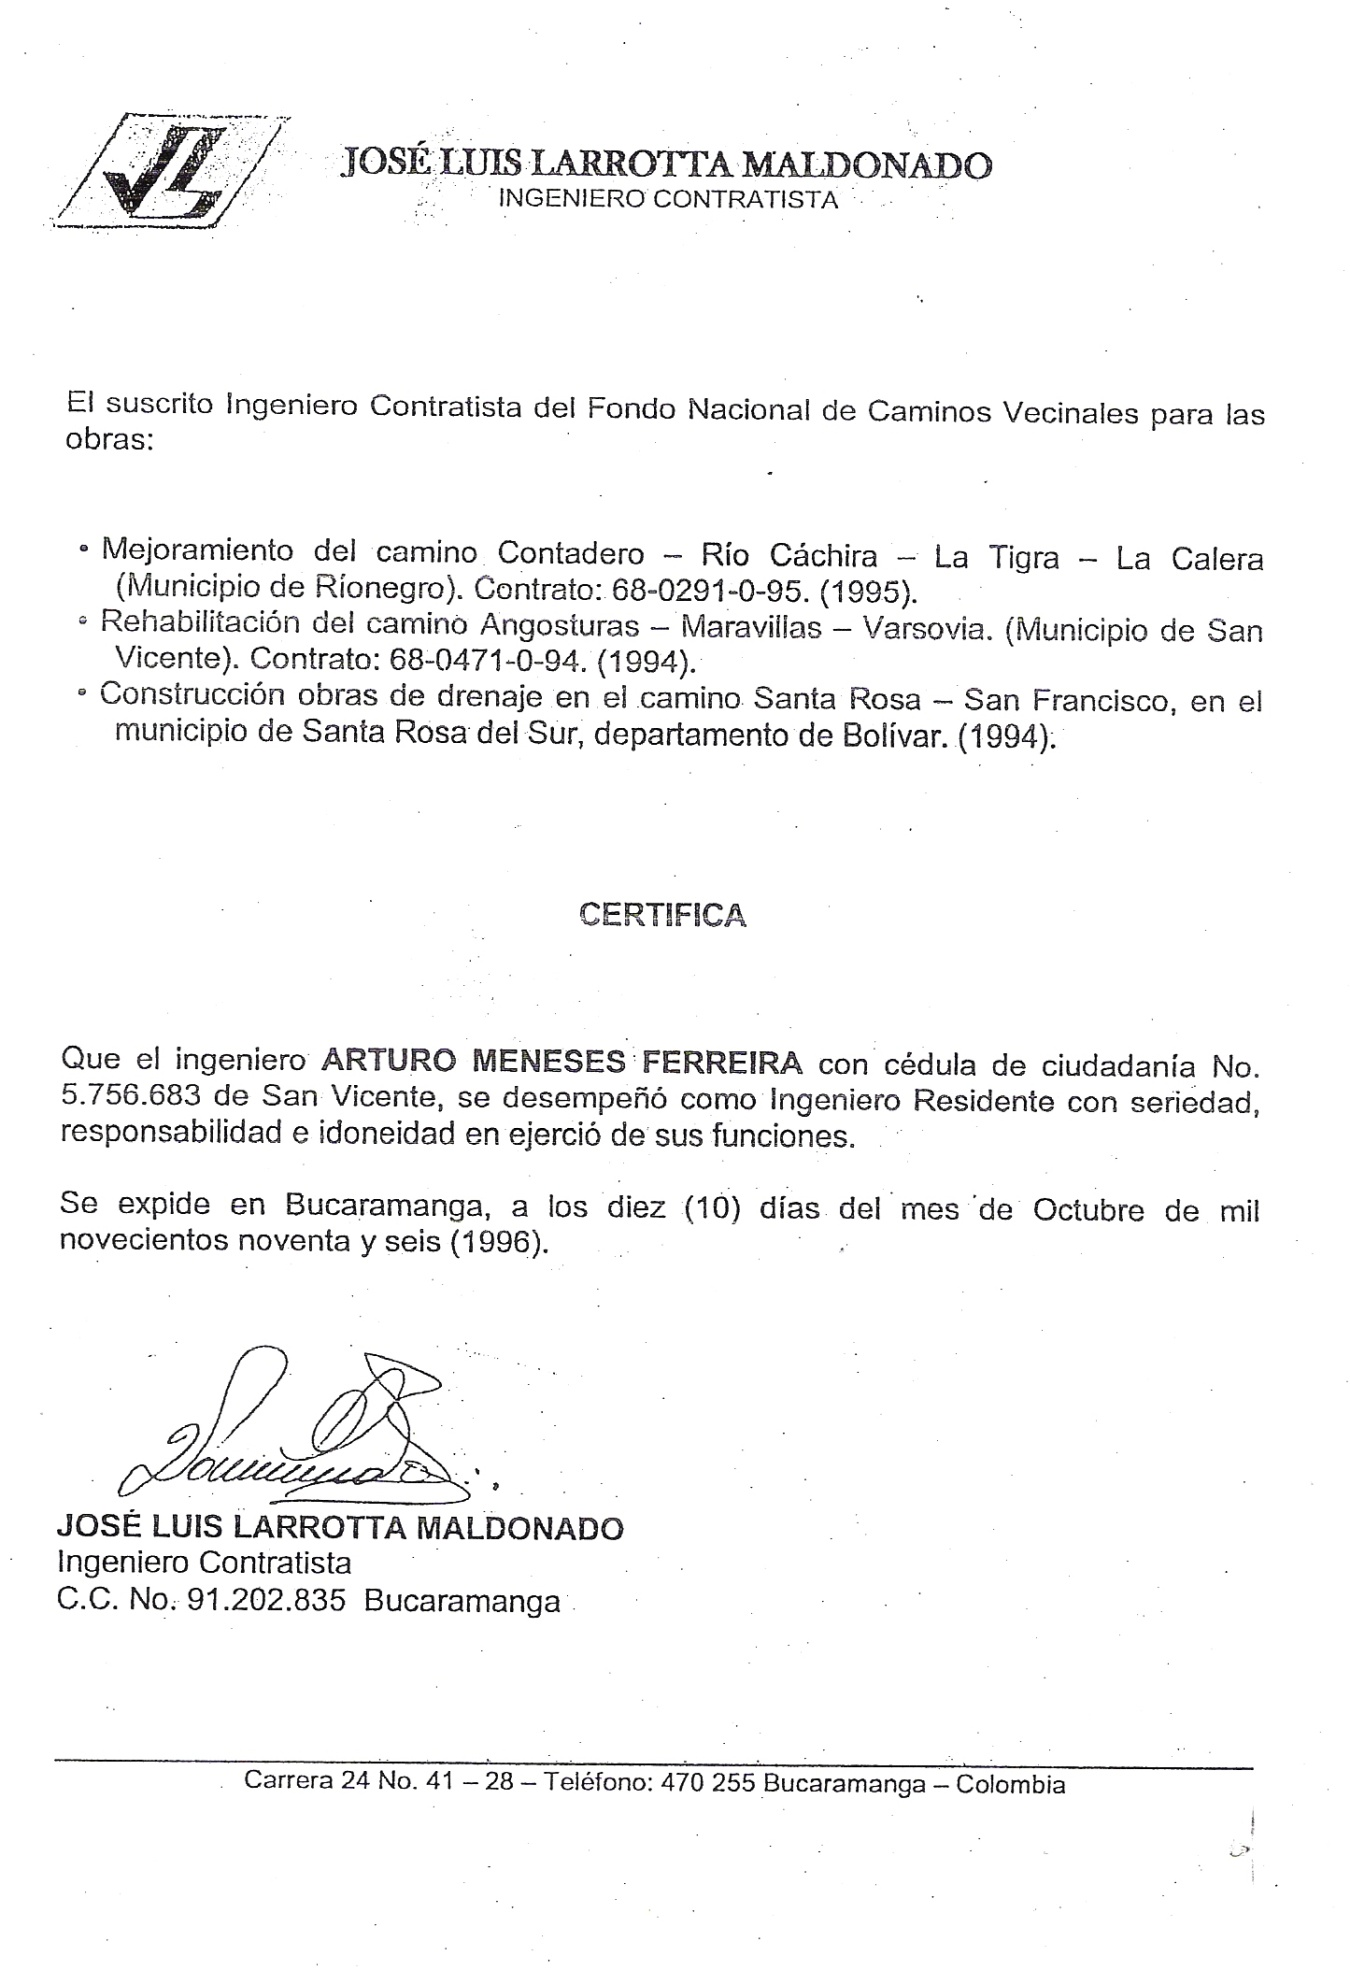 JL
JOSÉ LUIS LARROTTA MALDONADO
INGENIERO CONTRATISTA
El suscrito Ingeniero Contratista del Fondo Nacional de Caminos Vecinales para las
obras:
• Mejoramiento del camino Contadero – Río Cáchira – La Tigra – La Calera
(Municipio de Ríonegro). Contrato: 68-0291-0-95. (1995).
• Rehabilitación del camino Angosturas – Maravillas – Varsovia. (Municipio de San
Vicente). Contrato: 68-0471-0-94. (1994).
• Construcción obras de drenaje en el camino Santa Rosa – San Francisco, en el
municipio de Santa Rosa del Sur, departamento de Bolívar. (1994).
CERTIFICA
Que el ingeniero ARTURO MENESES FERREIRA con cédula de ciudadanía No.
5.756.683 de San Vicente, se desempeñó como Ingeniero Residente con seriedad,
responsabilidad e idoneidad en ejerció de sus funciones.
Se expide en Bucaramanga, a los diez (10) días del mes de Octubre de mil
novecientos noventa y seis (1996).
JOSÉ LUIS LARROTTA MALDONADO
Ingeniero Contratista
C.C. No. 91.202.835 Bucaramanga
Carrera 24 No. 41 – 28 – Teléfono: 470 255 Bucaramanga – Colombia